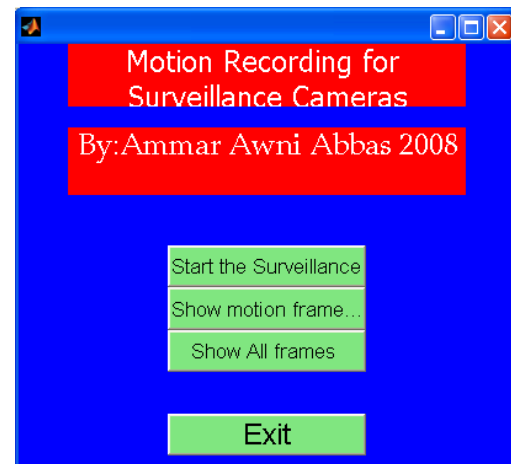 Motion Recording for
Surveillance Cameras
By:Ammar Awni Abbas 2008
Start the Surveillance
Show motion frame...
Show All frames
Exit